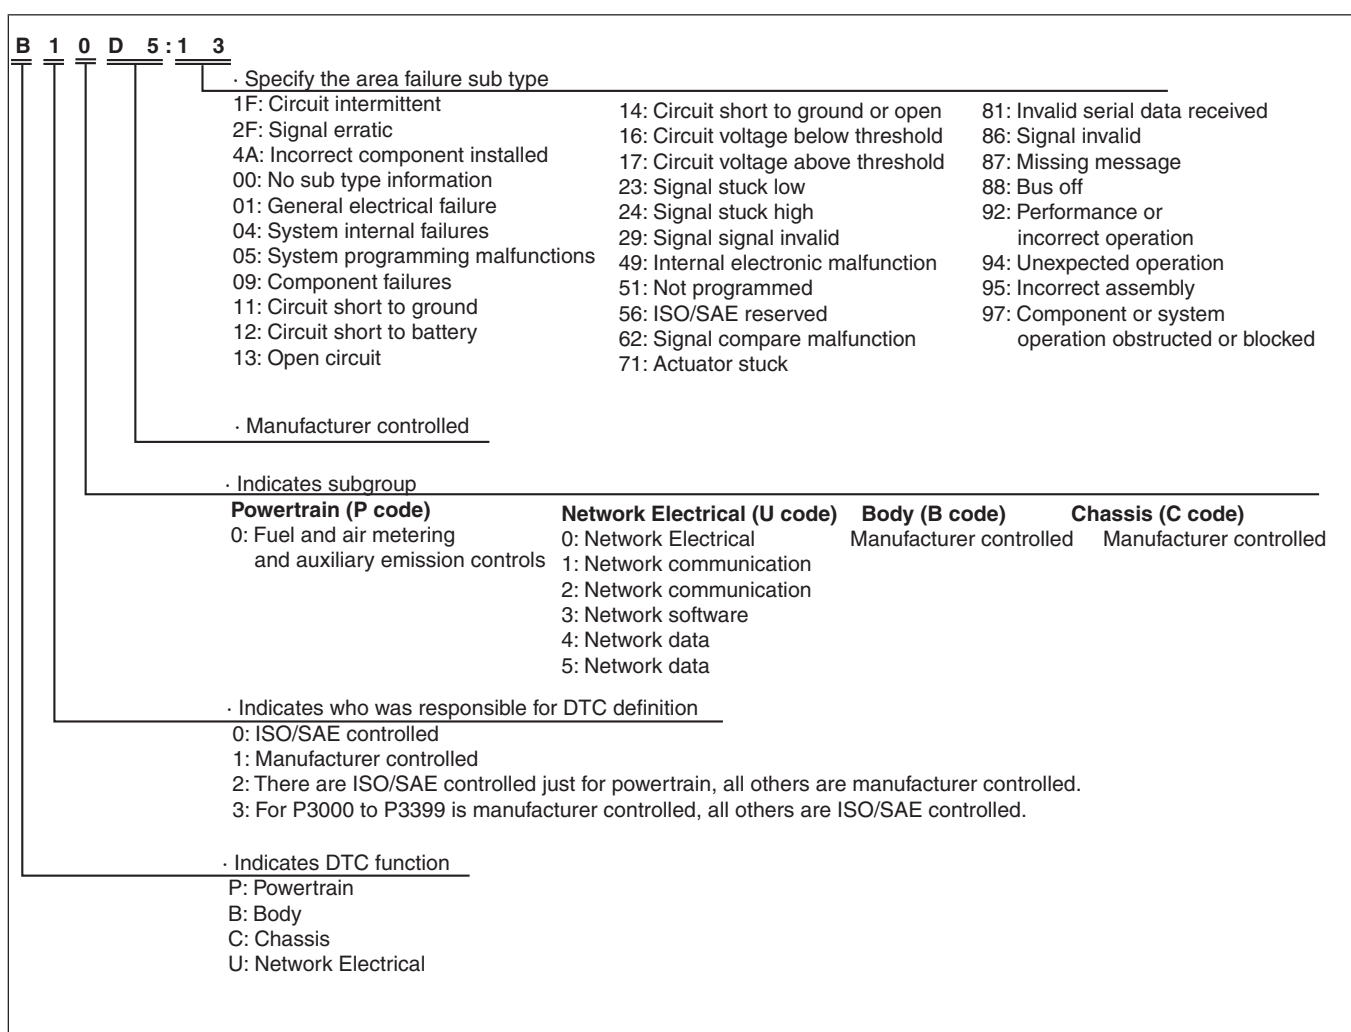 B 1 0 D 5:1 3
· Specify the area failure sub type
1F: Circuit intermittent
2F: Signal erratic
4A: Incorrect component installed
00: No sub type information
01: General electrical failure
04: System internal failures
05: System programming malfunctions
09: Component failures
11: Circuit short to ground
12: Circuit short to battery
13: Open circuit
14: Circuit short to ground or open
16: Circuit voltage below threshold
17: Circuit voltage above threshold
23: Signal stuck low
24: Signal stuck high
29: Signal signal invalid
49: Internal electronic malfunction
51: Not programmed
56: ISO/SAE reserved
62: Signal compare malfunction
71: Actuator stuck
81: Invalid serial data received
86: Signal invalid
87: Missing message
88: Bus off
92: Performance or
incorrect operation
94: Unexpected operation
95: Incorrect assembly
97: Component or system
operation obstructed or blocked
· Manufacturer controlled
· Indicates subgroup
Powertrain (P code)
0: Fuel and air metering
and auxiliary emission controls
Network Electrical (U code)
0: Network Electrical
1: Network communication
2: Network communication
3: Network software
4: Network data
5: Network data
Body (B code)
Manufacturer controlled
Chassis (C code)
Manufacturer controlled
· Indicates who was responsible for DTC definition
0: ISO/SAE controlled
1: Manufacturer controlled
2: There are ISO/SAE controlled just for powertrain, all others are manufacturer controlled.
3: For P3000 to P3399 is manufacturer controlled, all others are ISO/SAE controlled.
· Indicates DTC function
P: Powertrain
B: Body
C: Chassis
U: Network Electrical